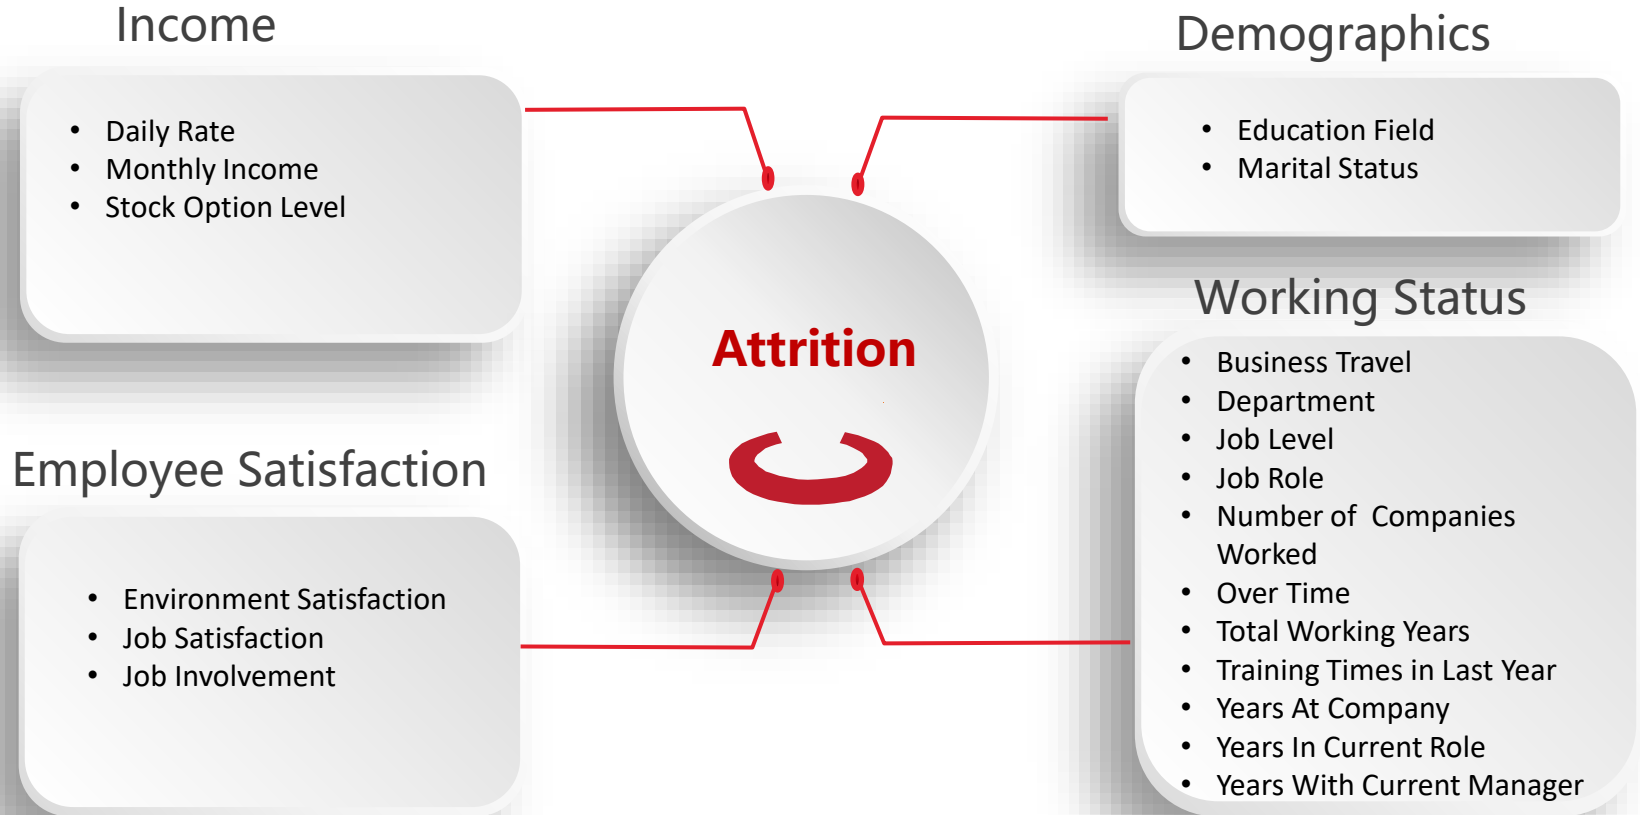 Income
• Daily Rate
• Monthly Income
• Stock Option Level
Employee Satisfaction
• Environment Satisfaction
• Job Satisfaction
• Job Involvement
Attrition
Demographics
• Education Field
• Marital Status
Working Status
• Business Travel
• Department
• Job Level
• Job Role
• Number of  Companies
Worked
• Over Time
• Total Working Years
• Training Times in Last Year
• Years At Company
• Years In Current Role
• Years With Current Manager